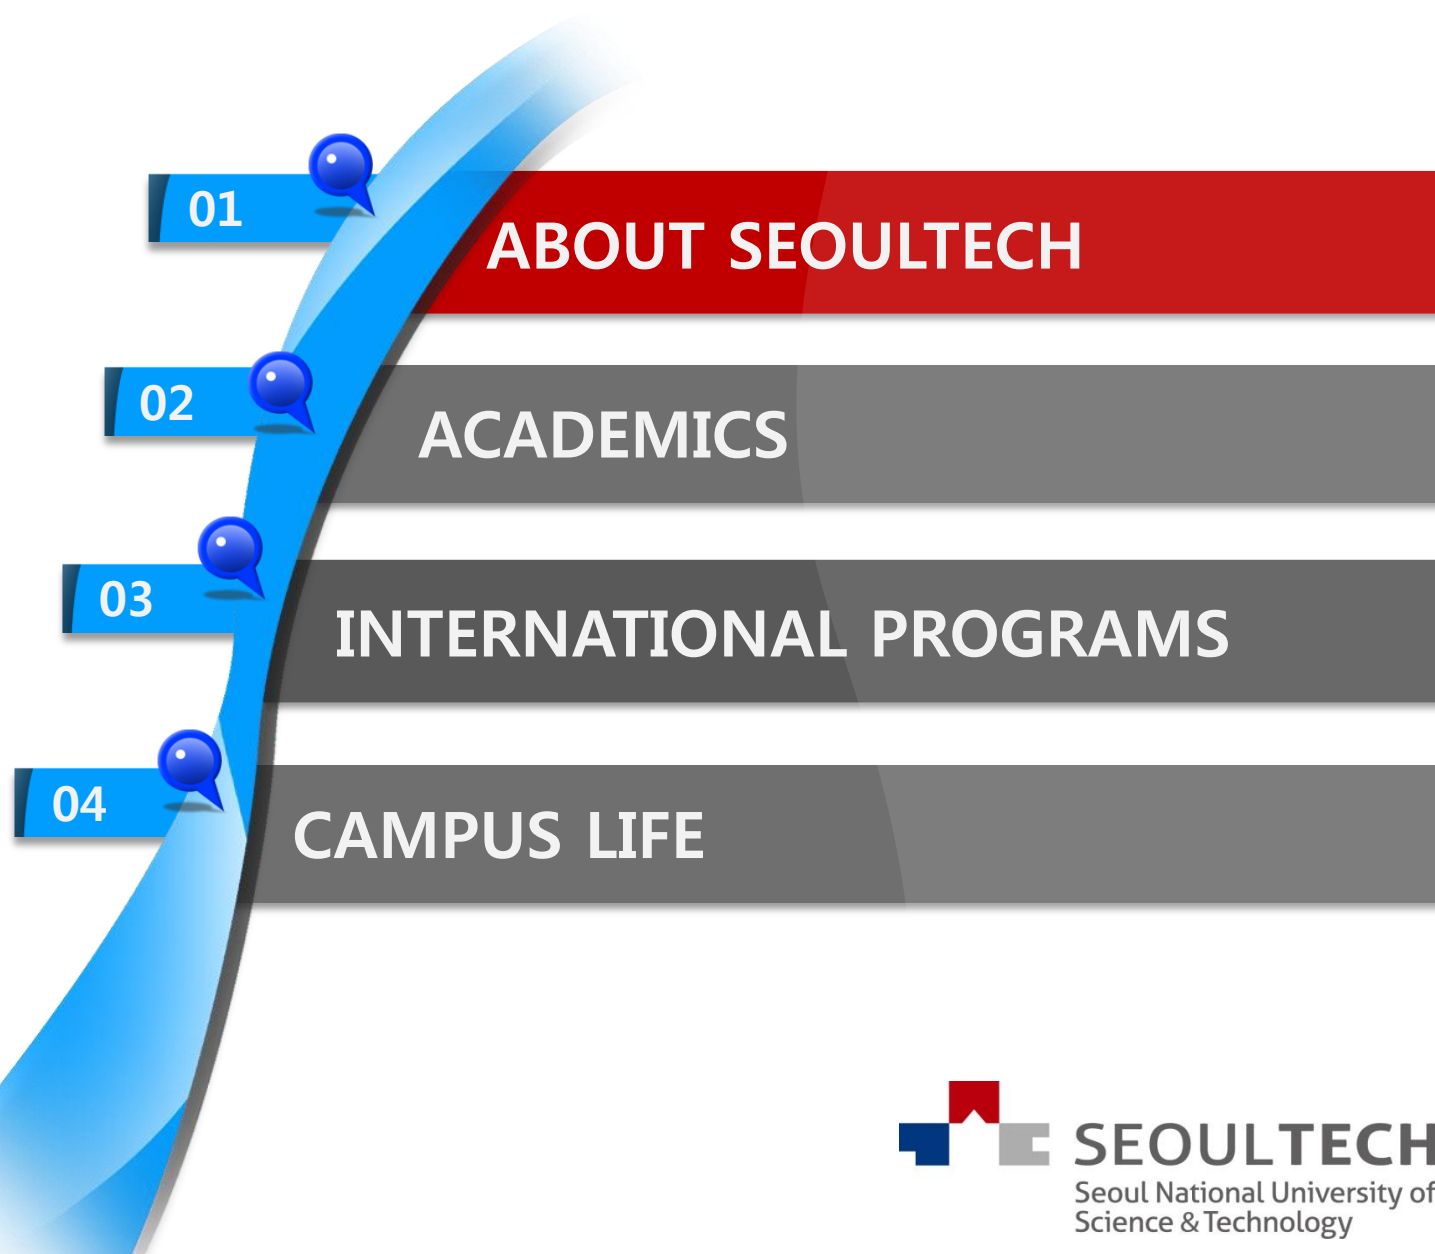 01
ABOUT SEOULTECH
02
ACADEMICS
03
INTERNATIONAL PROGRAMS
04
CAMPUS LIFE
SEOULTECH
Seoul National University of
Science & Technology